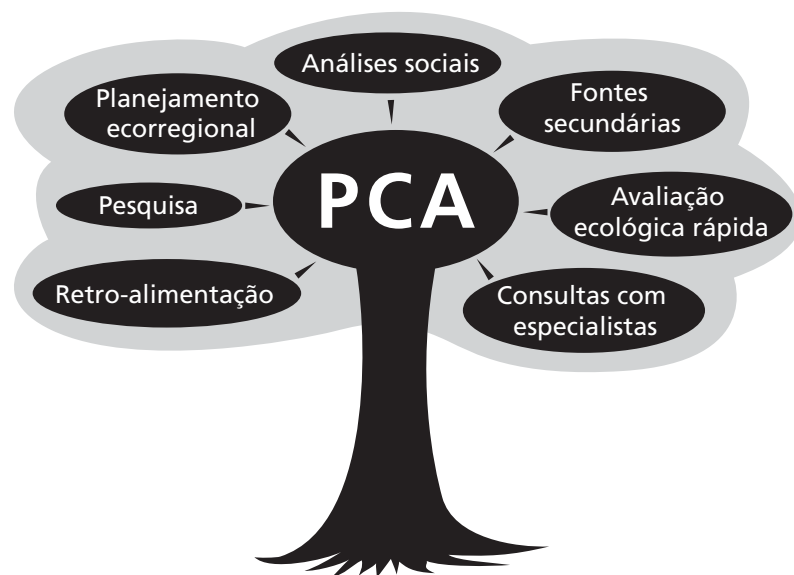 Análises sociais
Planejamento
ecorregional
Fontes
secundárias
PCA
Pesquisa
Avaliação
ecológica rápida
Retro-alimentação
Consultas com
especialistas